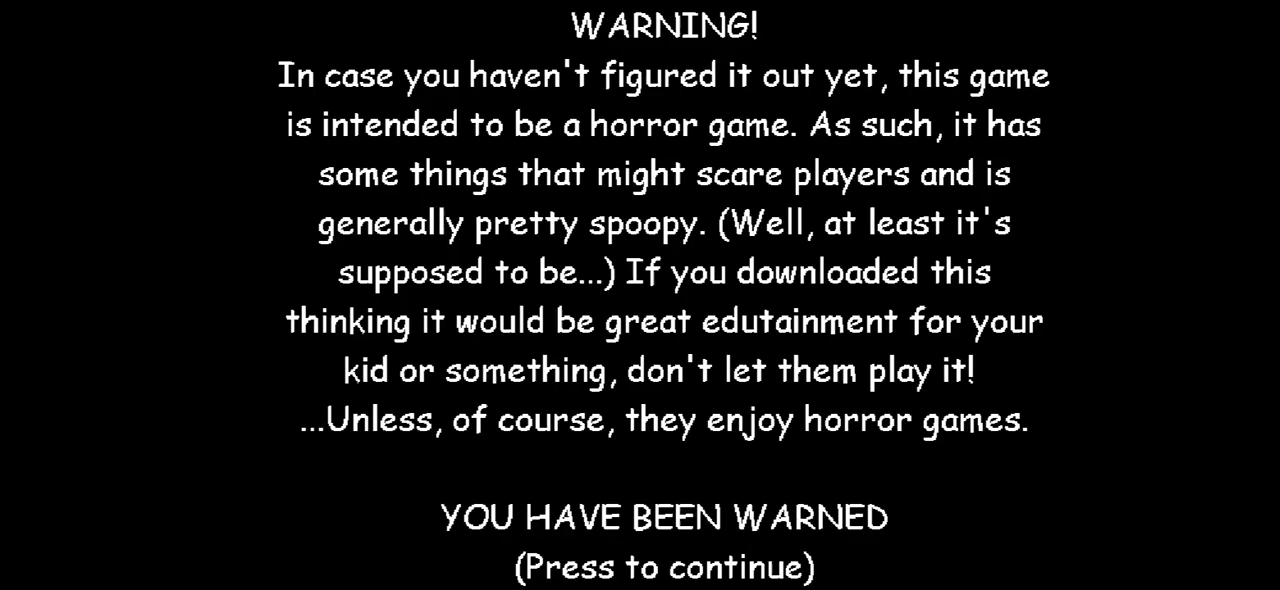 WARNING!
In case you haven't figured it out yet, this game
is intended to be a horror game. As such, it has
some things that might scare players and is
generally pretty spoopy. (Well, at least it's
supposed to be...) If you downloaded this
thinking it would be great edutainment for your
kid or something, don't let them play it!
...Unless, of course, they enjoy horror games.
YOU HAVE BEEN WARNED
(Press to continue)